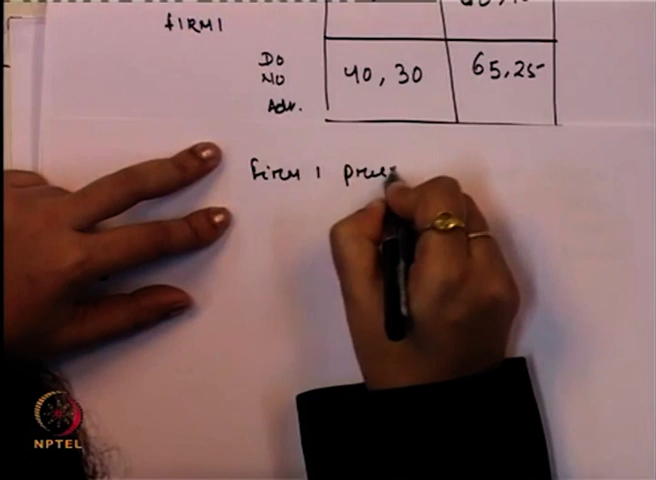 FIRM1
DO
NO
Adv.
40, 30
65,25
Firm 1
NPTEL